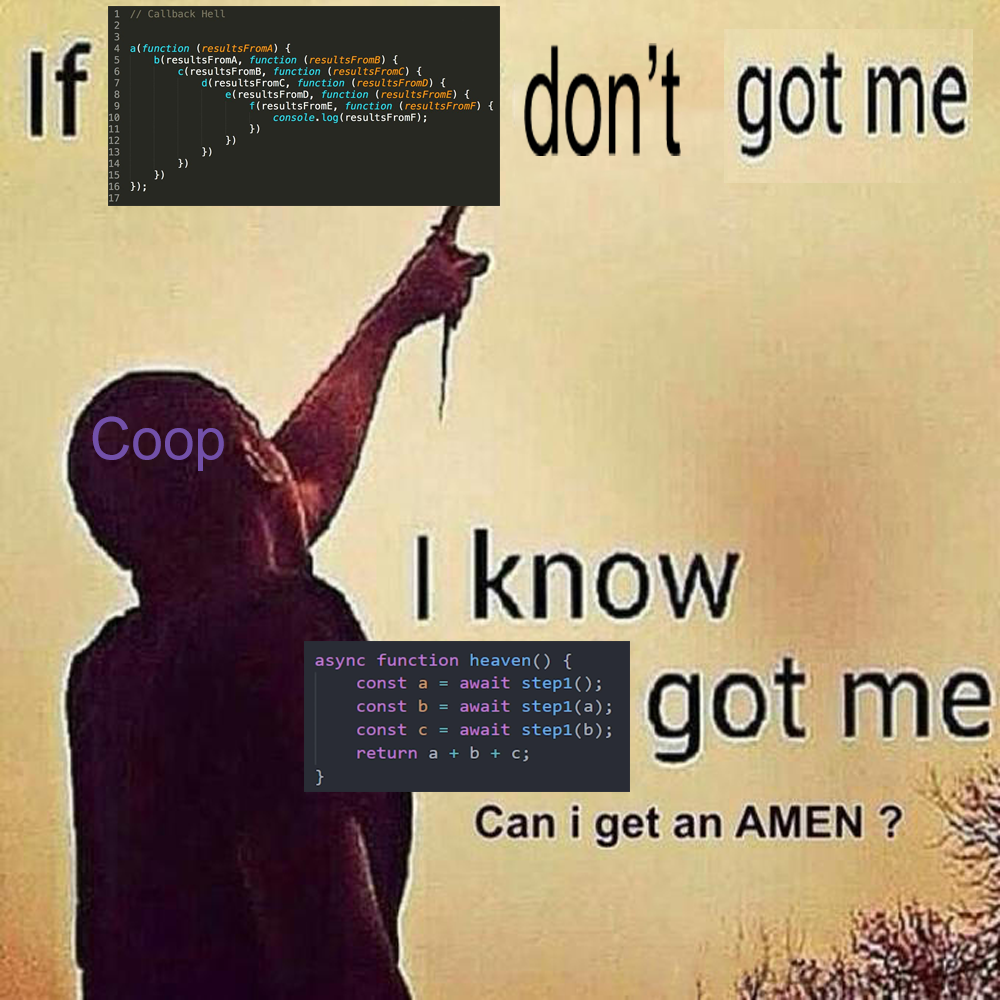 If
1 // Callback Hell
2
3
4 a(function (resultsFromA) {
5     b(resultsFromA, function (resultsFromB) {
6         c(resultsFromB, function (resultsFromC) {
7             d(resultsFromC, function (resultsFromD) {
8                 e(resultsFromD, function (resultsFromE) {
9                     f(resultsFromE, function (resultsFromF) {
10                         console.log(resultsFromF);
11                     })
12                 })
13             })
14         })
15     })
16 });
17
don't got me
Coop
I know
async function heaven() {
    const a = await step1();
    const b = await step1(a);
    const c = await step1(b);
    return a + b + c;
}
got me
Can i get an AMEN ?